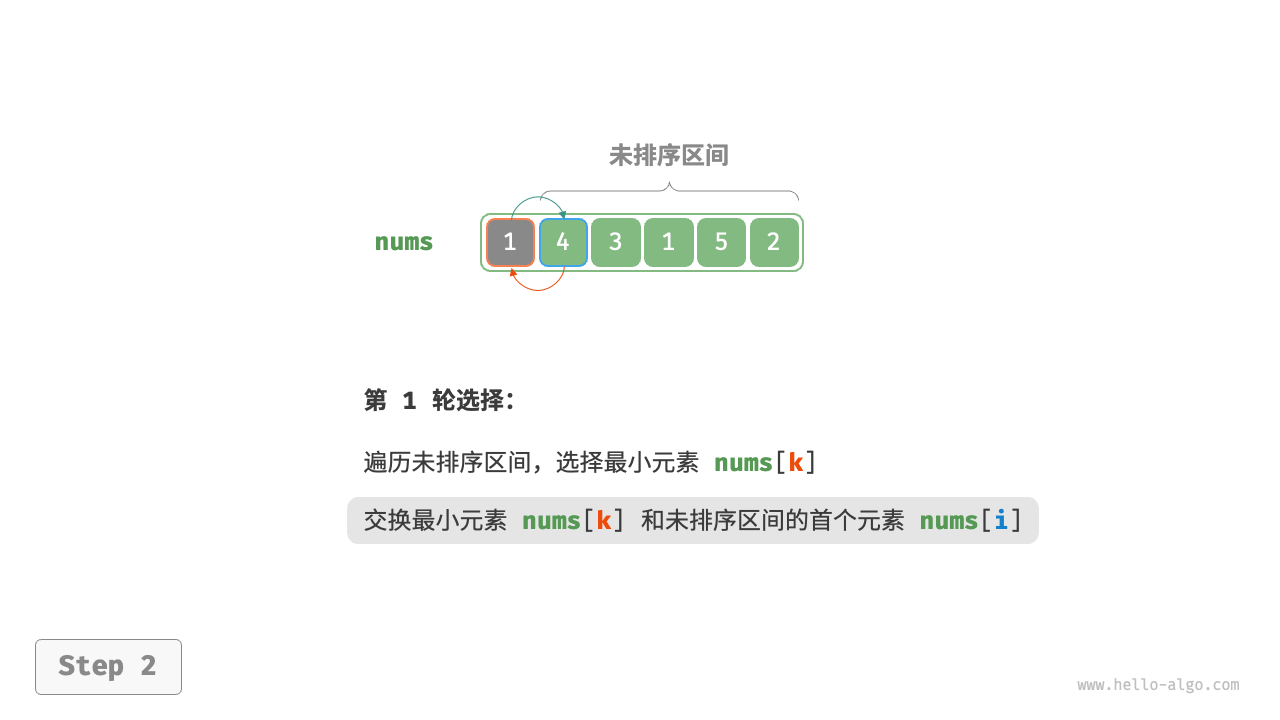 未排序区间
nums 1 4 3 1 5 2
第 1 轮选择：
遍历未排序区间，选择最小元素 nums[k]
交换最小元素 nums[k] 和未排序区间的首个元素 nums[i]
Step 2
www.hello-algo.com